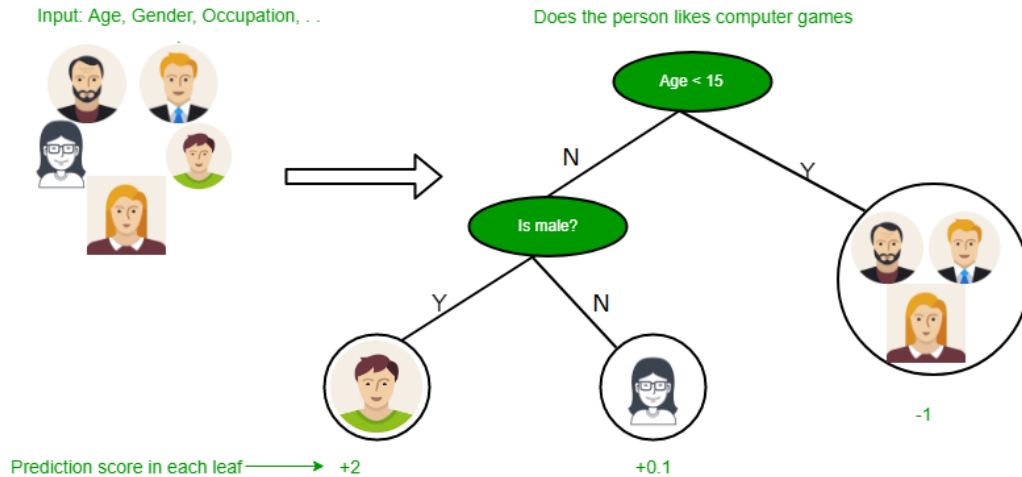 Input: Age, Gender, Occupation, . .
Does the person likes computer games
Age < 15
N
Y
Is male?
Y
N
-1
Prediction score in each leaf
+2
+0.1